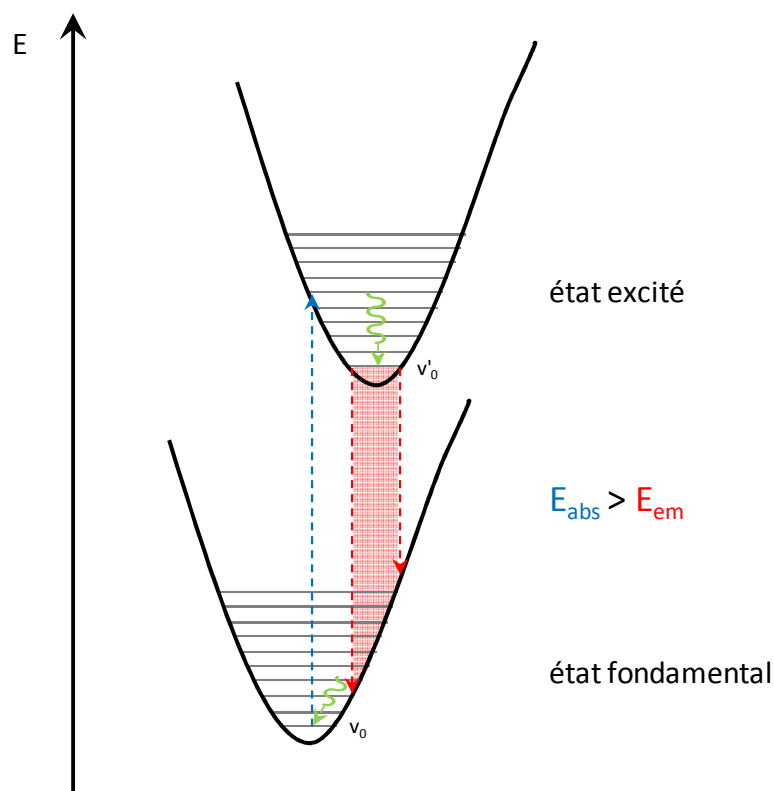 E
état excité
v'0
Eabs > Eem
état fondamental
v0